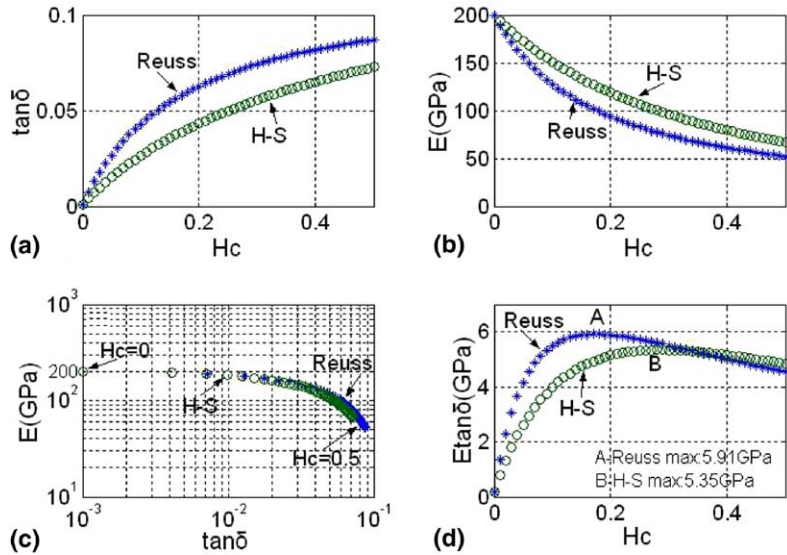 0.1
0.05
0
tanδ
Reuss
H-S
0
0.2
0.4
Hc
(a)
200
150
100
50
0
E(GPa)
H-S
Reuss
0
0.2
0.4
Hc
(b)
10³
200
10²
10¹
E(GPa)
Hc=0
H-S
Reuss
Hc=0.5
10⁻³
10⁻²
10⁻¹
tanδ
(c)
6
4
2
0
Etanδ(GPa)
Reuss
A
B
H-S
A-Reuss max:5.91GPa
B-H-S max:5.35GPa
0
0.2
0.4
Hc
(d)